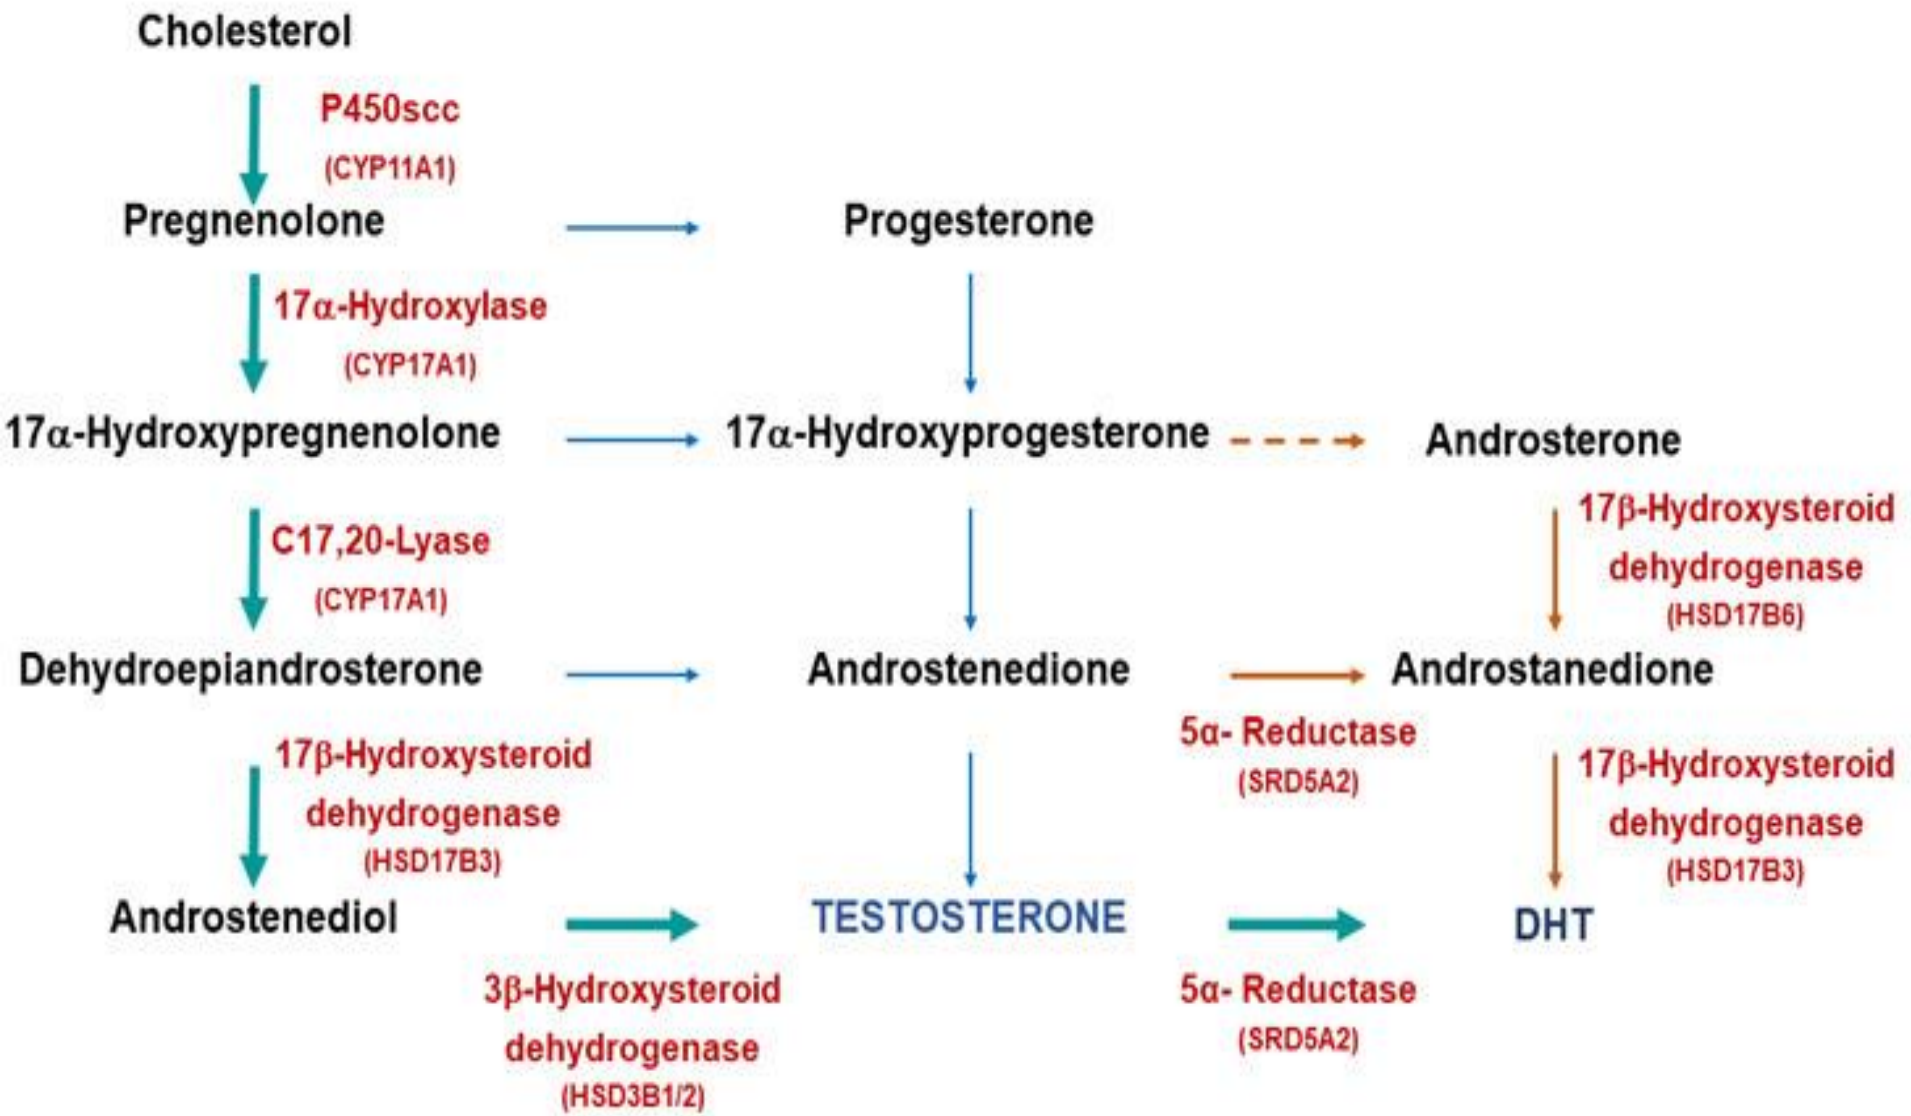 Cholesterol
P450scc
(CYP11A1)
Pregnenolone
Progesterone
17α-Hydroxylase
(CYP17A1)
17α-Hydroxypregnenolone
17α-Hydroxyprogesterone
Androsterone
C17,20-Lyase
(CYP17A1)
17β-Hydroxysteroid
dehydrogenase
(HSD17B6)
Dehydroepiandrosterone
Androstenedione
Androstanedione
17β-Hydroxysteroid
dehydrogenase
(HSD17B3)
5α- Reductase
(SRD5A2)
17β-Hydroxysteroid
dehydrogenase
(HSD17B3)
Androstenediol
TESTOSTERONE
DHT
3β-Hydroxysteroid
dehydrogenase
(HSD3B1/2)
5α- Reductase
(SRD5A2)